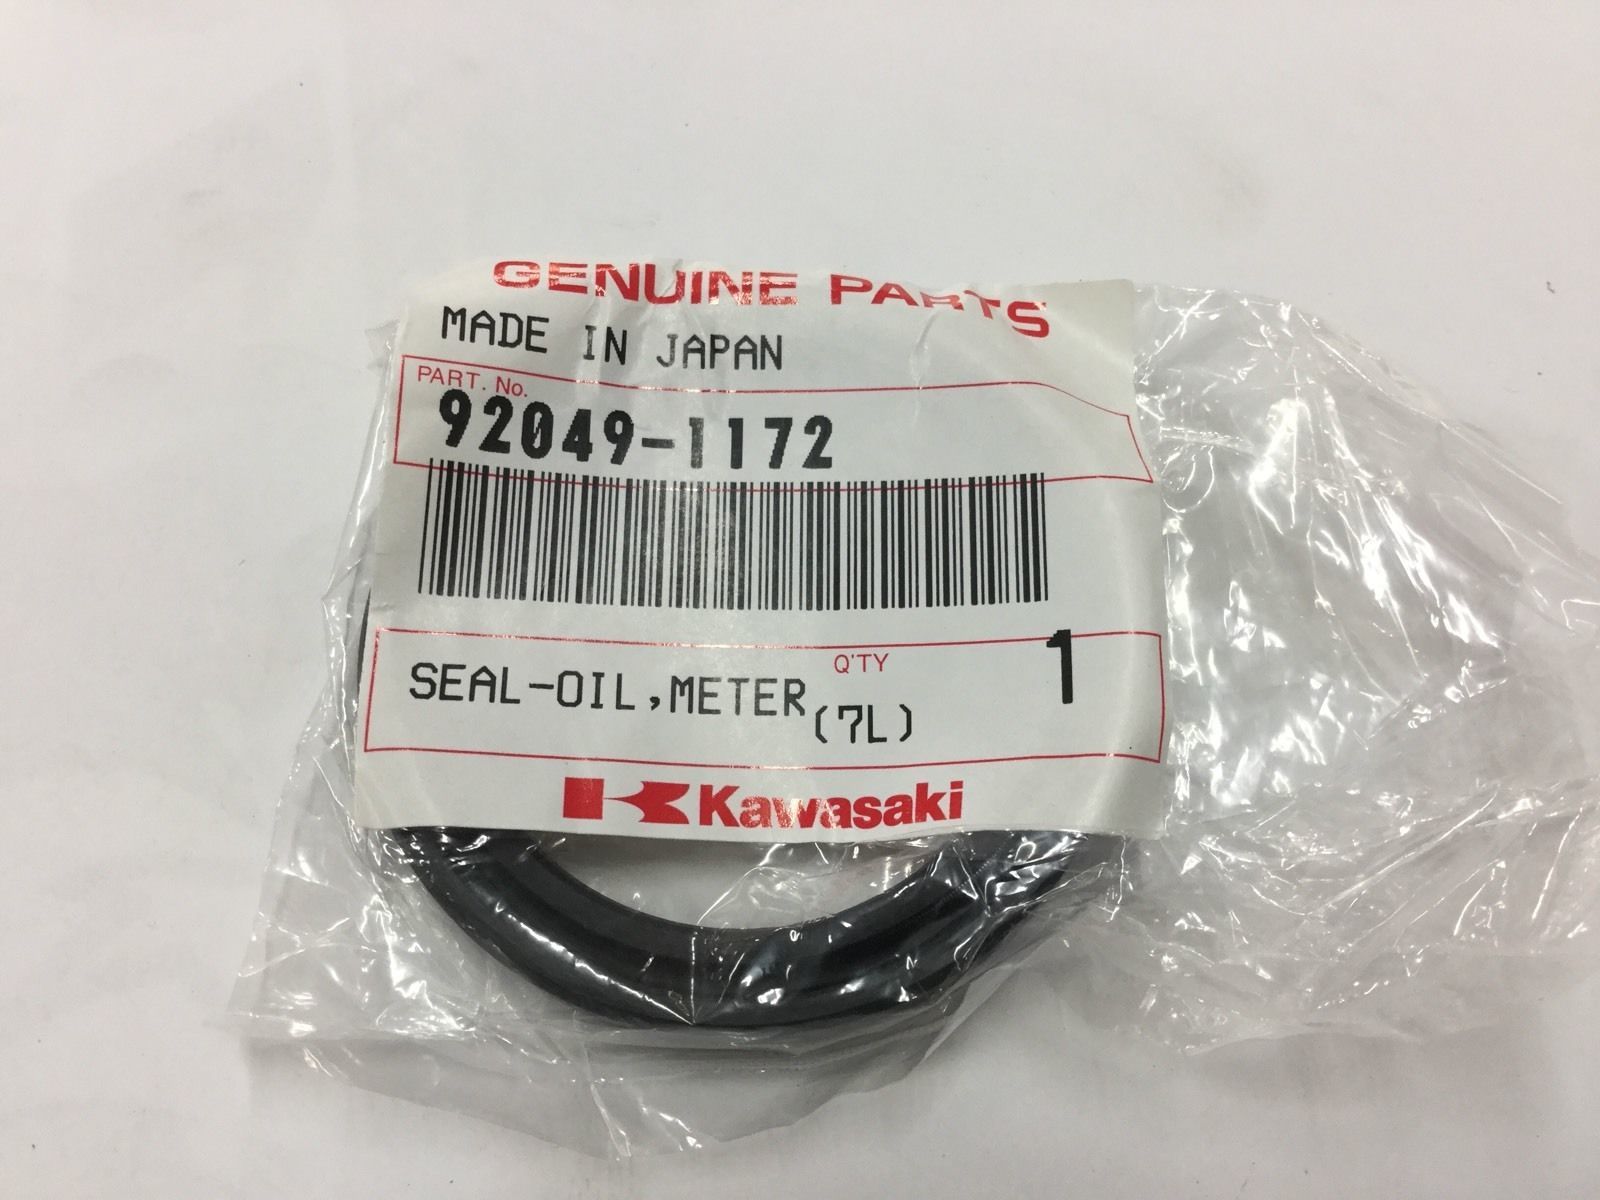 GENUINE PARTS
MADE IN JAPAN
PART. No.
92049-1172
Q'TY
SEAL-OIL,METER(7L) 1
Kawasaki